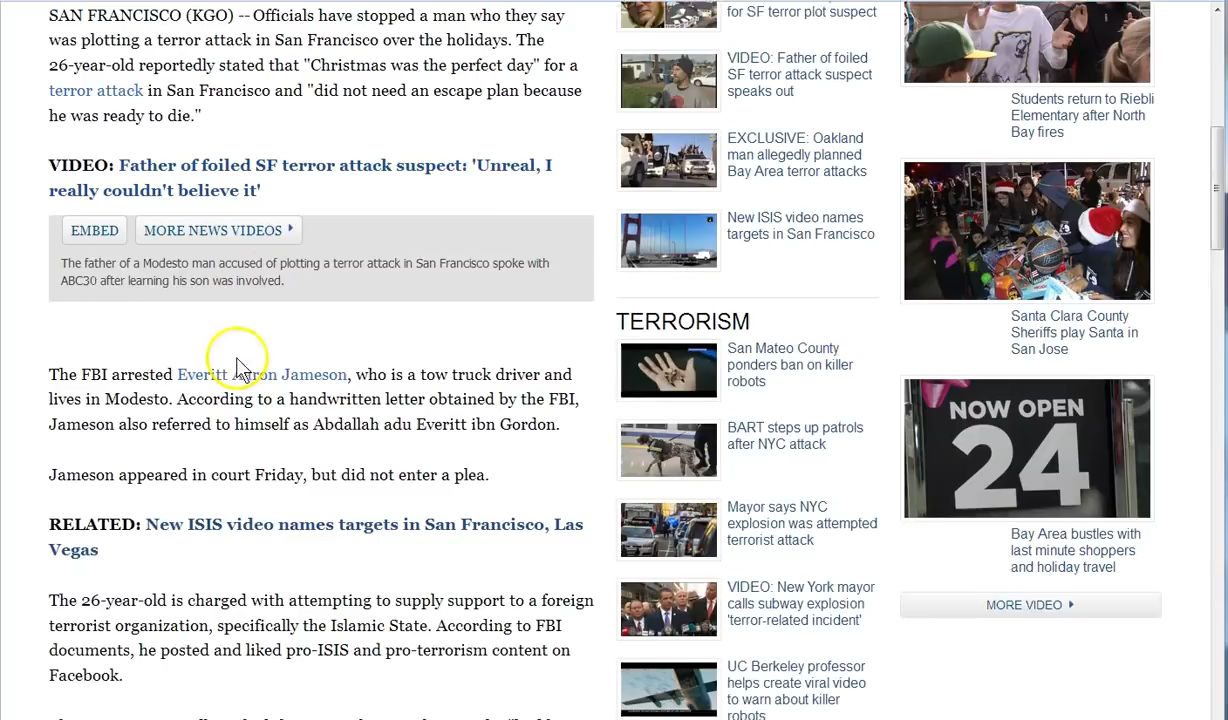 SAN FRANCISCO (KGO) -- Officials have stopped a man who they say
was plotting a terror attack in San Francisco over the holidays. The
26-year-old reportedly stated that "Christmas was the perfect day" for a
terror attack in San Francisco and "did not need an escape plan because
he was ready to die."
VIDEO: Father of foiled SF terror attack suspect: 'Unreal, I
really couldn't believe it'
EMBED
MORE NEWS VIDEOS
The father of a Modesto man accused of plotting a terror attack in San Francisco spoke with
ABC30 after learning his son was involved.
The FBI arrested Everitt Aaron Jameson, who is a tow truck driver and
lives in Modesto. According to a handwritten letter obtained by the FBI,
Jameson also referred to himself as Abdallah adu Everitt ibn Gordon.
Jameson appeared in court Friday, but did not enter a plea.
RELATED: New ISIS video names targets in San Francisco, Las
Vegas
The 26-year-old is charged with attempting to supply support to a foreign
terrorist organization, specifically the Islamic State. According to FBI
documents, he posted and liked pro-ISIS and pro-terrorism content on
Facebook.
for SF terror plot suspect
VIDEO: Father of foiled
SF terror attack suspect
speaks out
EXCLUSIVE: Oakland
man allegedly planned
Bay Area terror attacks
New ISIS video names
targets in San Francisco
TERRORISM
San Mateo County
ponders ban on killer
robots
BART steps up patrols
after NYC attack
Mayor says NYC
explosion was attempted
terrorist attack
VIDEO: New York mayor
calls subway explosion
'terror-related incident'
UC Berkeley professor
helps create viral video
to warn about killer
robots
Students return to Riebli
Elementary after North
Bay fires
Santa Clara County
Sheriffs play Santa in
San Jose
NOW OPEN
24
Bay Area bustles with
last minute shoppers
and holiday travel
MORE VIDEO